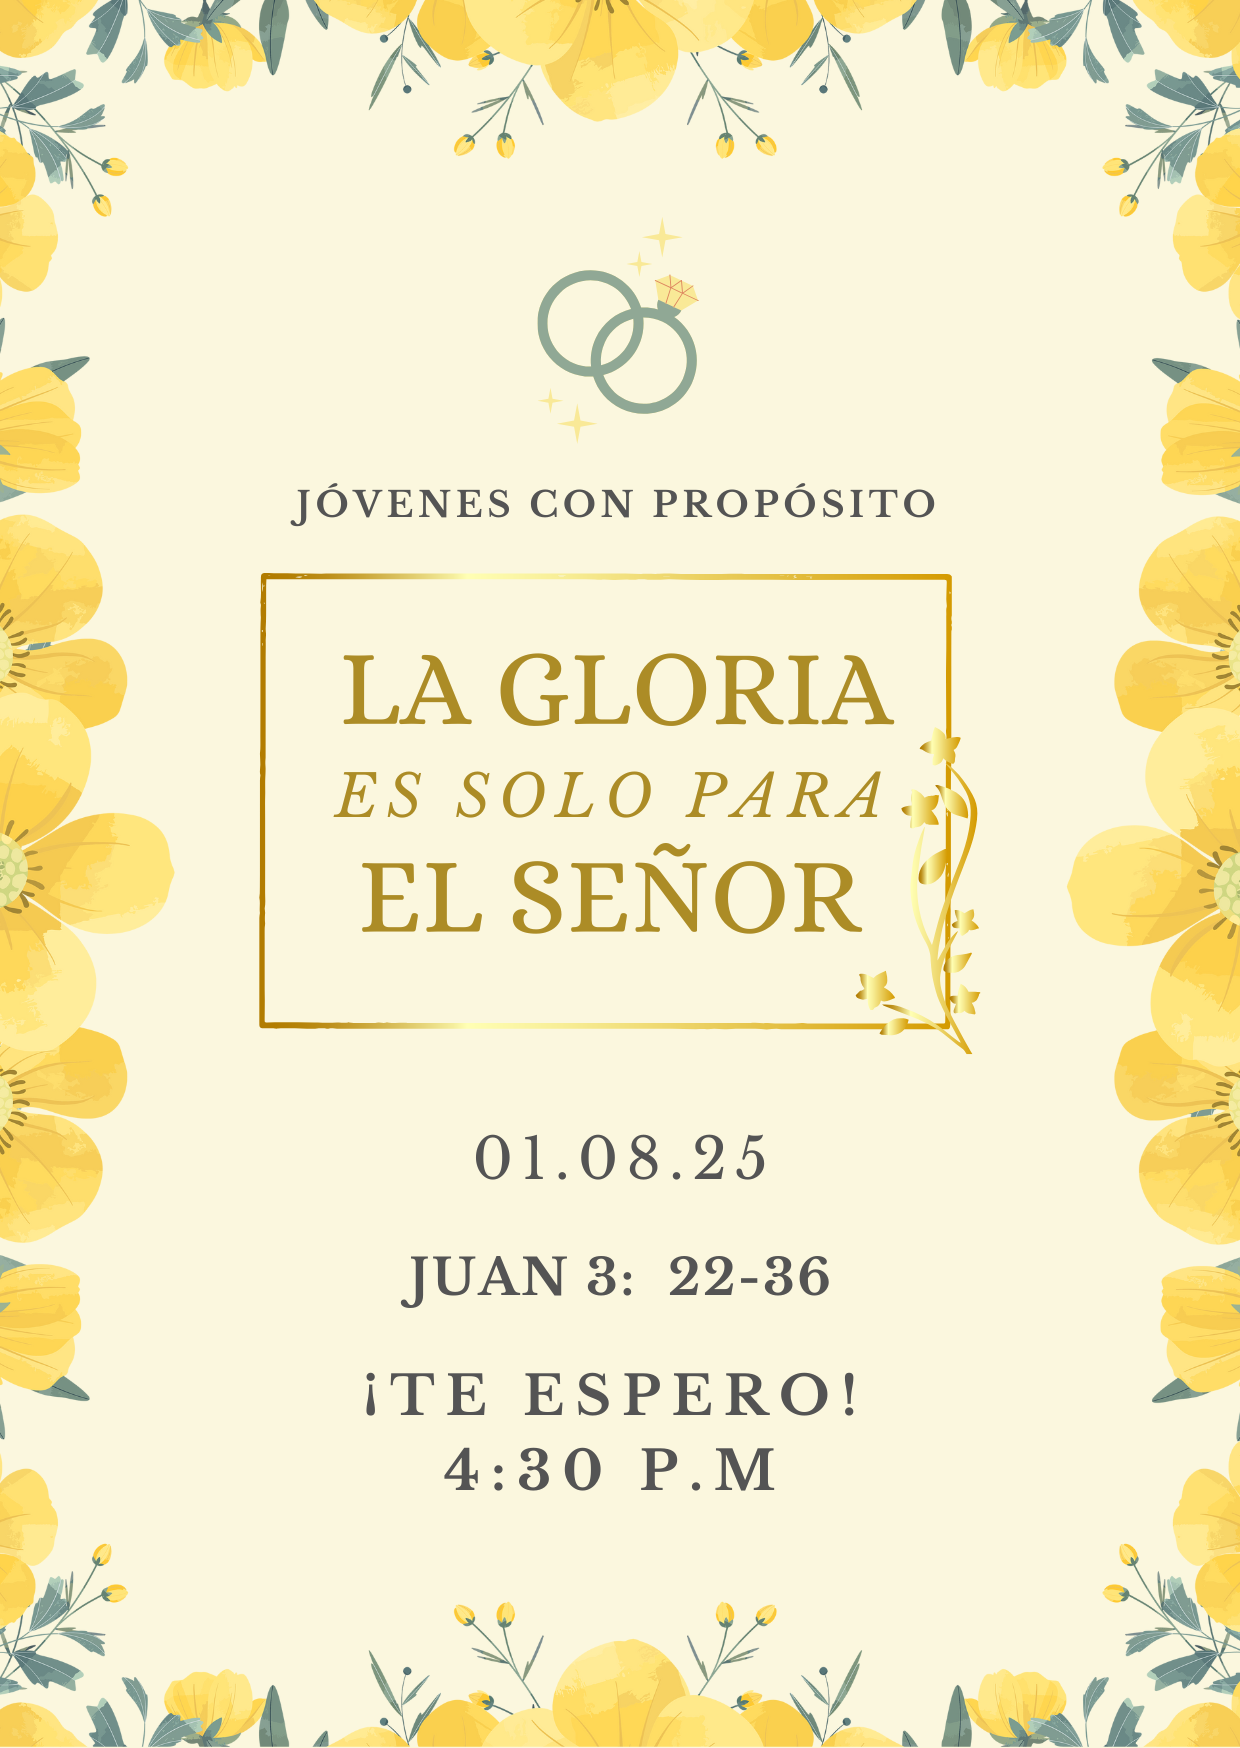 JÓVENES CON PROPÓSITO
LA GLORIA
ES SOLO PARA
EL SEÑOR
01.08.25
JUAN 3: 22-36
¡TE ESPERO!
4:30 P.M